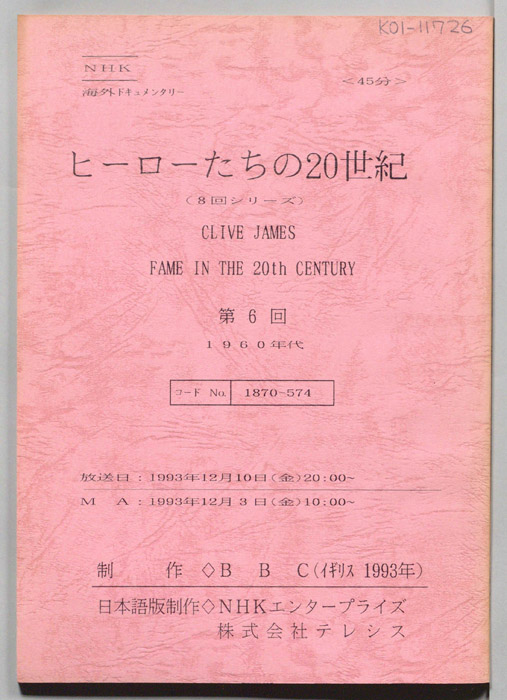 K01-11726
NHK
<45分>
海外ドキュメンタリー
ヒーローたちの20世紀
(8回シリーズ)
CLIVE JAMES
FAME IN THE 20th CENTURY
第 6 回
1960年代
コード No. 1870-574
放送日:1993年12月10日(金)20:00~
M A:1993年12月 3日(金)10:00~
制 作◇B B C(イギリス 1993年)
日本語版制作◇NHKエンタープライズ
株式会社テレシス